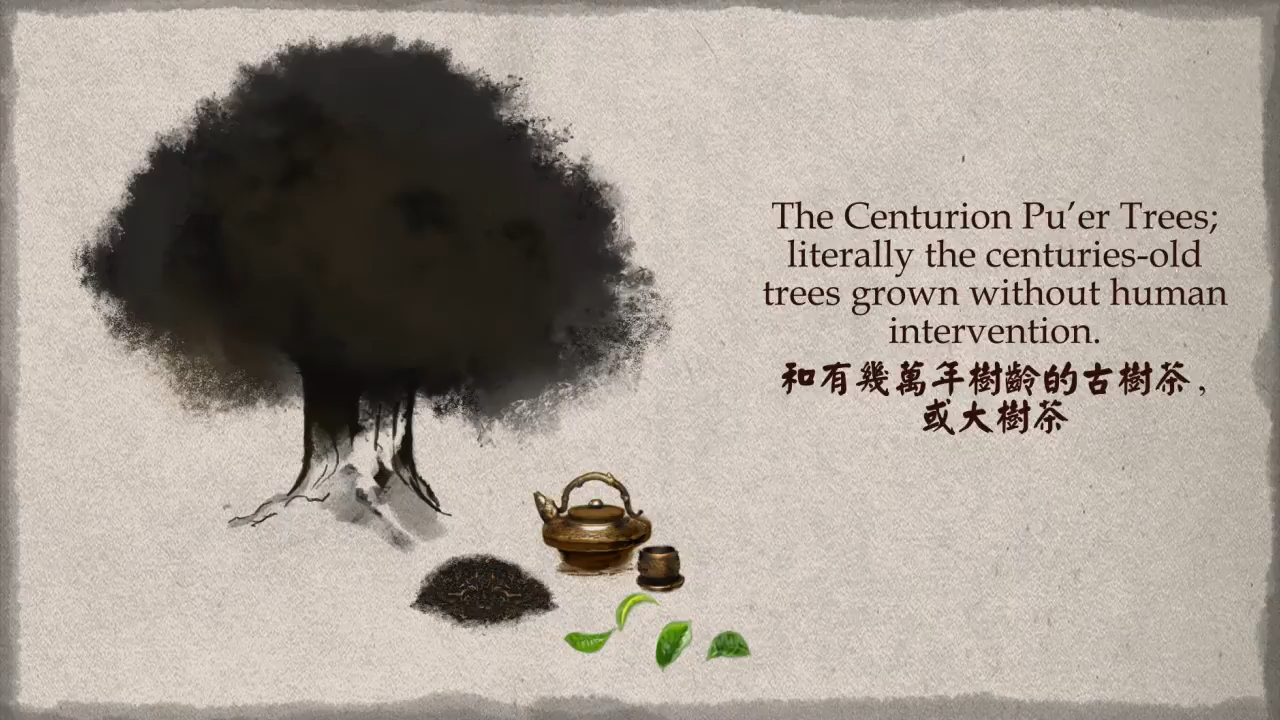 The Centurion Pu’er Trees;
literally the centuries-old
trees grown without human
intervention.
和有幾萬年樹齡的古樹茶,
或大樹茶